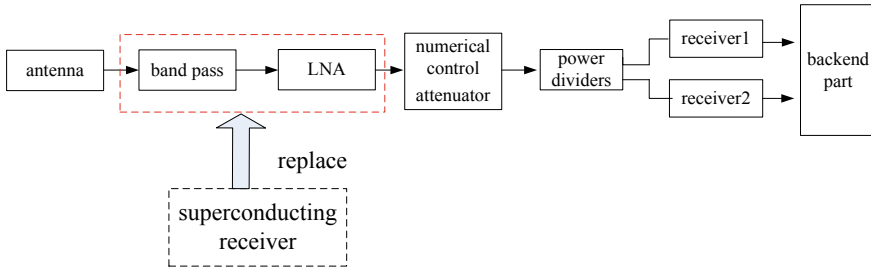 antenna
band pass
LNA
numerical
control
attenuator
power
dividers
receiver1
receiver2
backend
part
replace
superconducting
receiver